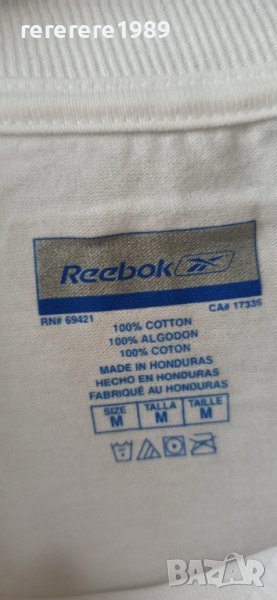 rererere1989
Reebok
RN# 69421 CA# 17335
100% COTTON
100% ALGODON
100% COTON
MADE IN HONDURAS
HECHO EN HONDURAS
FABRIQUÉ AU HONDURAS
SIZE TALLA TAILLE
M M M
BAZAR